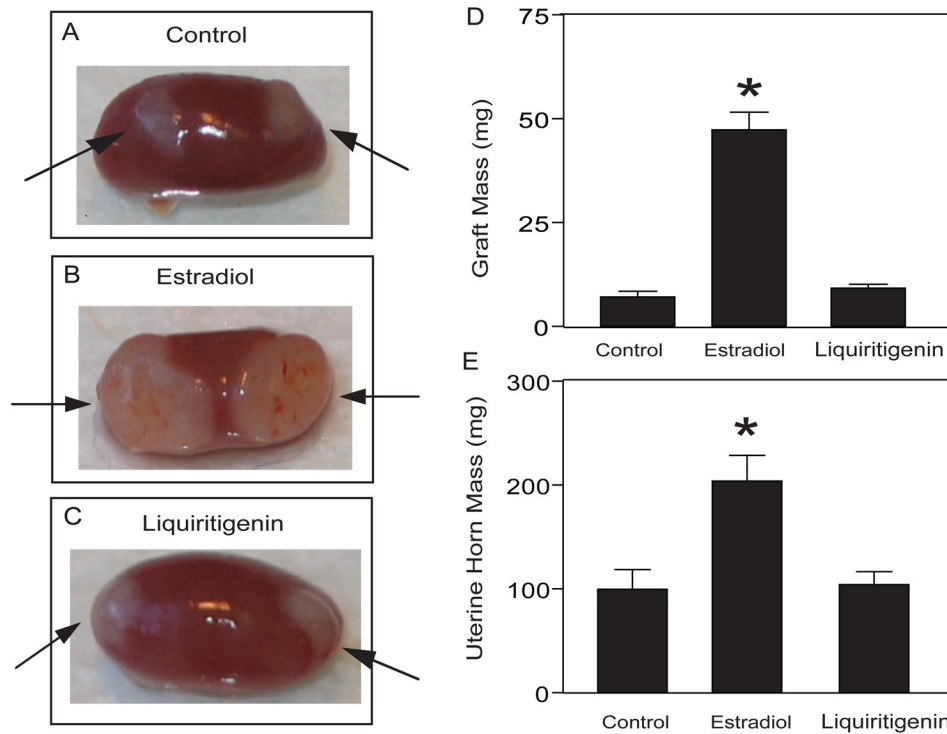 A
Control
B
Estradiol
C
Liquiritigenin
D
Graft Mass (mg)
75
50
25
0
*
Control Estradiol Liquiritigenin
E
Uterine Horn Mass (mg)
300
200
100
0
*
Control Estradiol Liquiritigenin